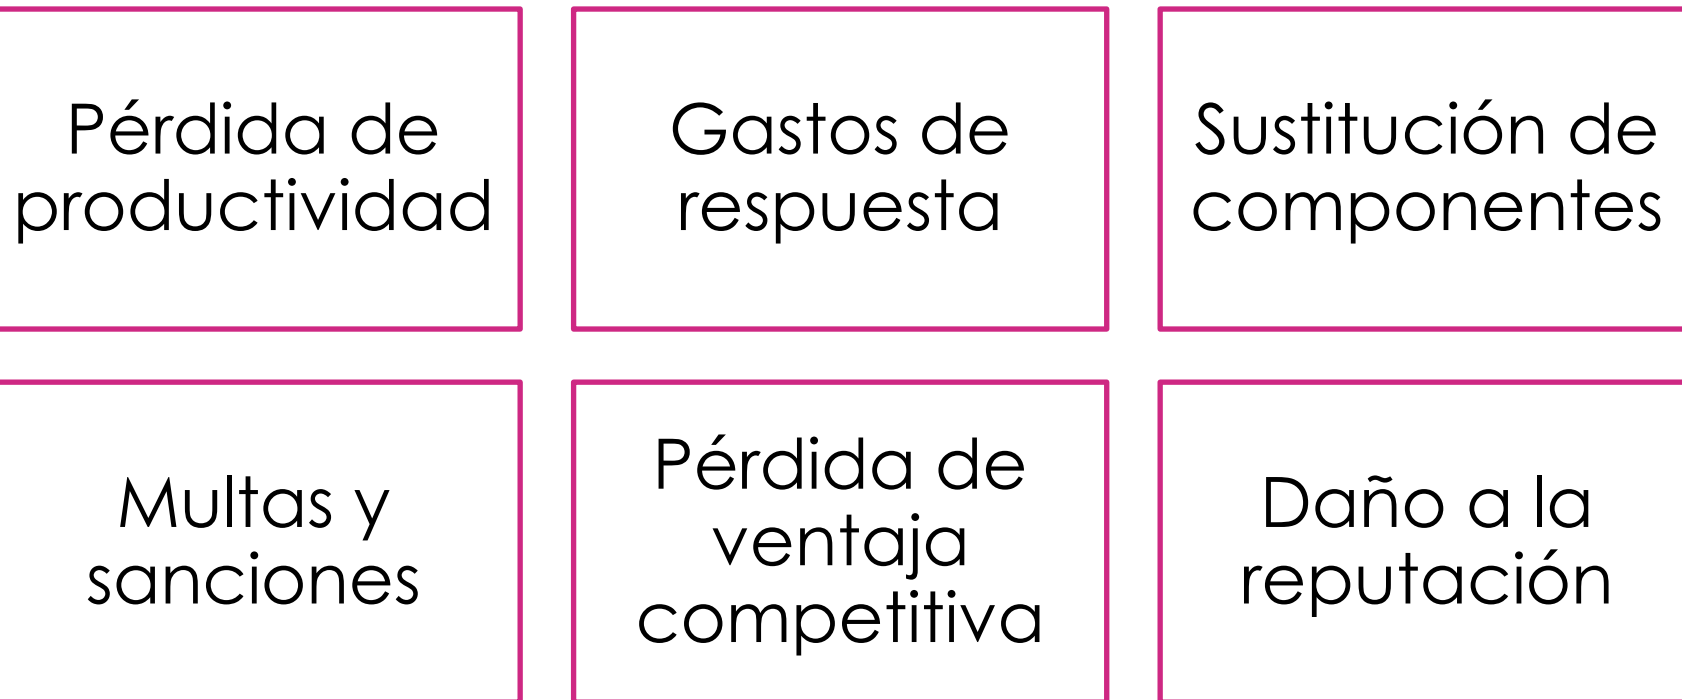 Pérdida de
productividad
Gastos de
respuesta
Sustitución de
componentes
Multas y
sanciones
Pérdida de
ventaja
competitiva
Daño a la
reputación